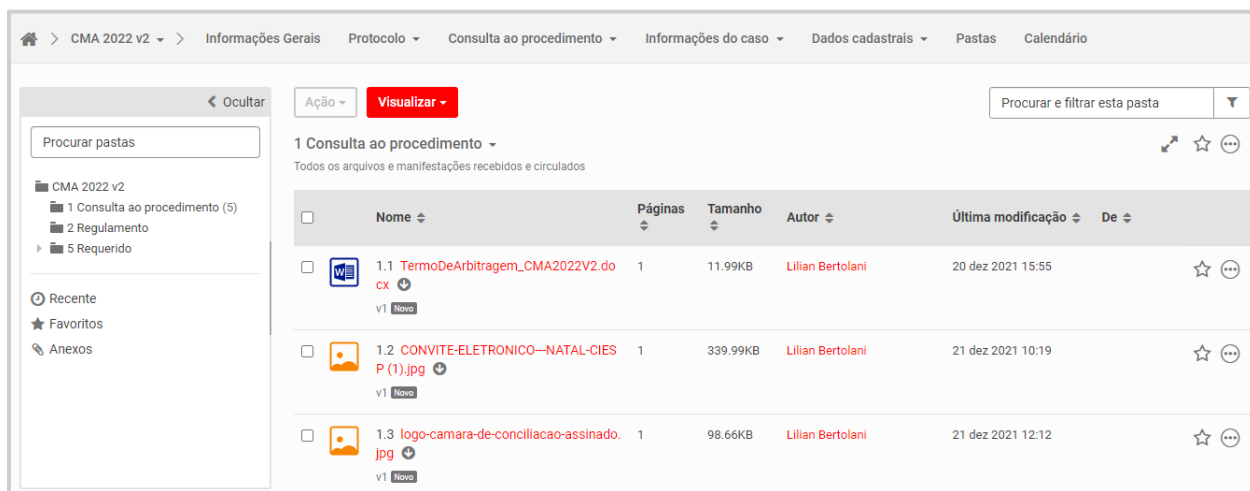 CMA 2022 v2
Informações Gerais
Protocolo
Consulta ao procedimento
Informações do caso
Dados cadastrais
Pastas
Calendário
Ocultar
Procurar pastas
CMA 2022 v2
1 Consulta ao procedimento (5)
2 Regulamento
5 Requerido
Recente
Favoritos
Anexos
Ação
Visualizar
Procurar e filtrar esta pasta
1 Consulta ao procedimento
Todos os arquivos e manifestações recebidos e circulados
Nome
Páginas
Tamanho
Autor
Última modificação
De
1.1 TermoDeArbitragem_CMA2022V2.do
cx
v1 Novo
1
11.99KB
Lilian Bertolani
20 dez 2021 15:55
1.2 CONVITE-ELETRONICO---NATAL-CIES
P (1).jpg
v1 Novo
1
339.99KB
Lilian Bertolani
21 dez 2021 10:19
1.3 logo-camara-de-conciliacao-assinado.
jpg
v1 Novo
1
98.66KB
Lilian Bertolani
21 dez 2021 12:12